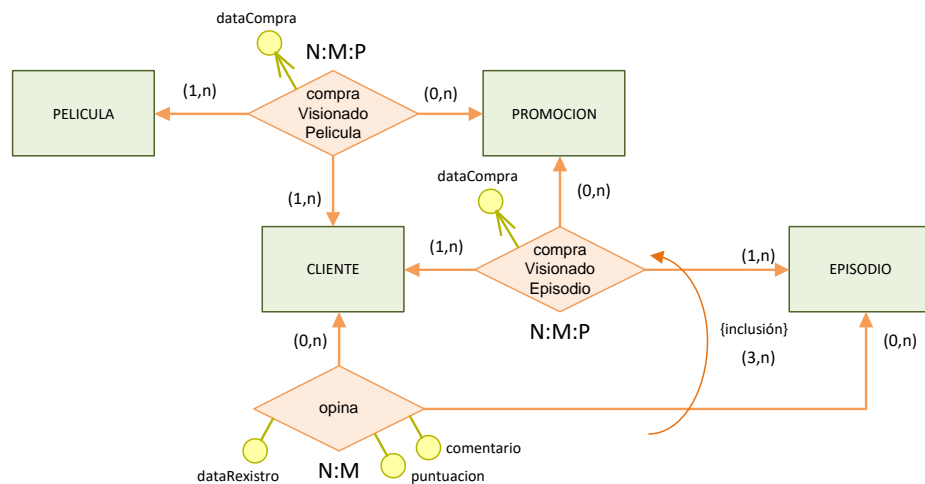 dataCompra
N:M:P
PELICULA
(1,n)
compra
Visionado
Pelicula
(0,n)
PROMOCION
(1,n)
dataCompra
(0,n)
CLIENTE
(1,n)
compra
Visionado
Episodio
(1,n)
EPISODIO
N:M:P
{inclusión}
(3,n)
(0,n)
(0,n)
opina
dataRexistro
N:M
puntuacion
comentario